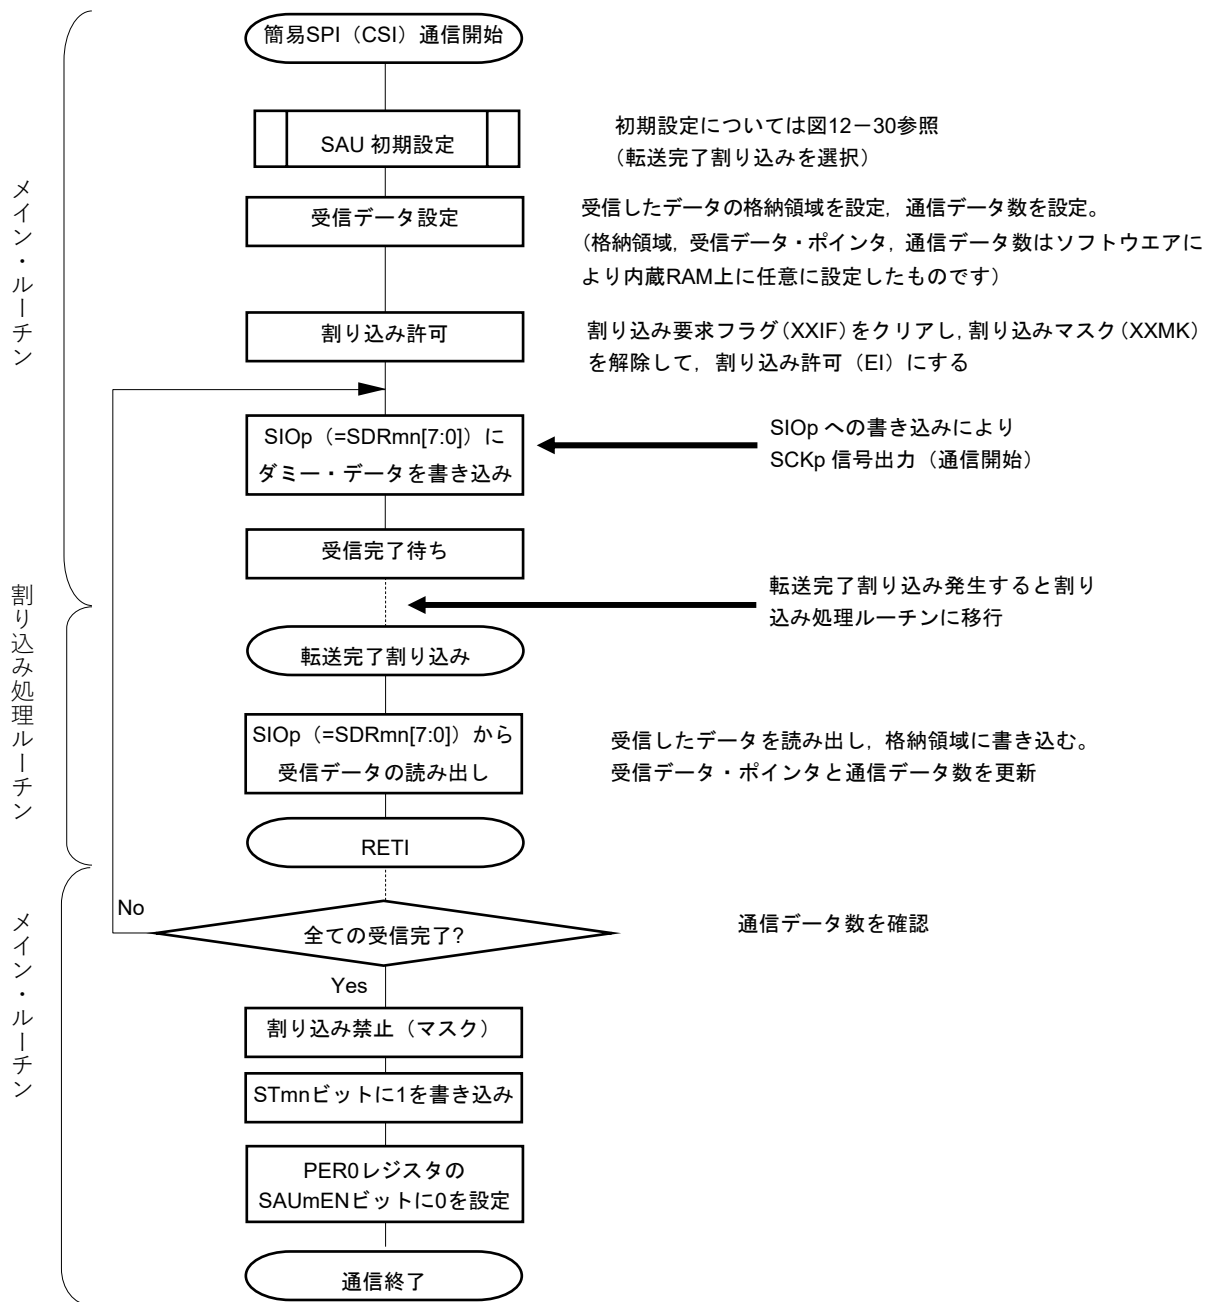 簡易SPI（CSI）通信開始
SAU 初期設定
初期設定については図12－30参照
（転送完了割り込みを選択）
受信データ設定
受信したデータの格納領域を設定，通信データ数を設定。
（格納領域，受信データ・ポインタ，通信データ数はソフトウエアに
より内蔵RAM上に任意に設定したものです）
メイン・ルーチン
割り込み許可
割り込み要求フラグ（XXIF）をクリアし，割り込みマスク（XXMK）
を解除して，割り込み許可（EI）にする
SIOp（=SDRmn[7:0]）に
ダミー・データを書き込み
SIOp への書き込みにより
SCKp 信号出力（通信開始）
受信完了待ち
転送完了割り込み発生すると割り
込み処理ルーチンに移行
転送完了割り込み
割り込み処理ルーチン
SIOp（=SDRmn[7:0]）から
受信データの読み出し
受信したデータを読み出し，格納領域に書き込む。
受信データ・ポインタと通信データ数を更新
RETI
No
全ての受信完了?
通信データ数を確認
Yes
メイン・ルーチン
割り込み禁止（マスク）
STmnビットに1を書き込み
PER0レジスタの
SAUmENビットに0を設定
通信終了